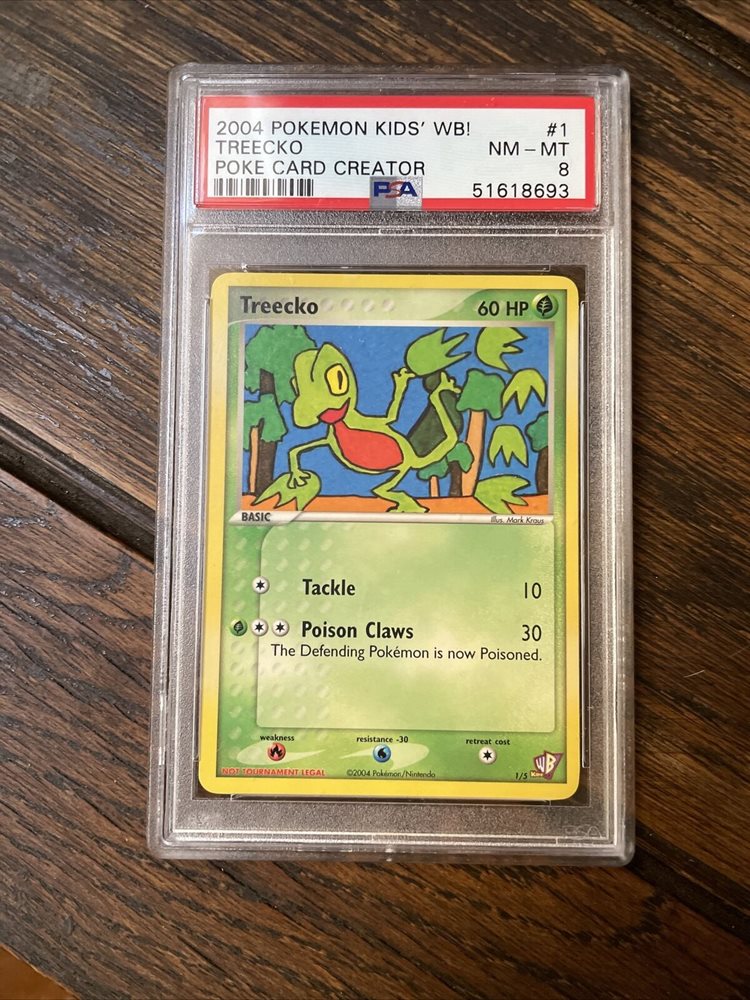 2004 POKEMON KIDS' WB! #1
TREECKO NM - MT
POKE CARD CREATOR 8
PSA 51618693
Treecko 60 HP
BASIC Illus. Mark Kraus
Tackle 10
Poison Claws 30
The Defending Pokémon is now Poisoned.
weakness resistance -30 retreat cost
NOT TOURNAMENT LEGAL ©2004 Pokémon/Nintendo 1/5 WB Kids